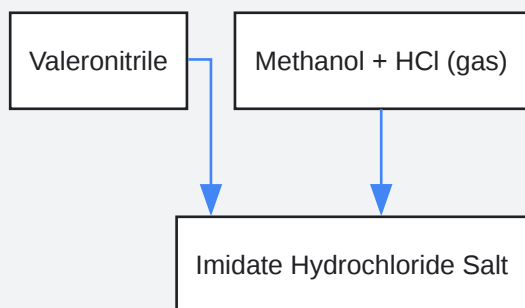 Valeronitrile
Methanol + HCl (gas)
Imidate Hydrochloride Salt